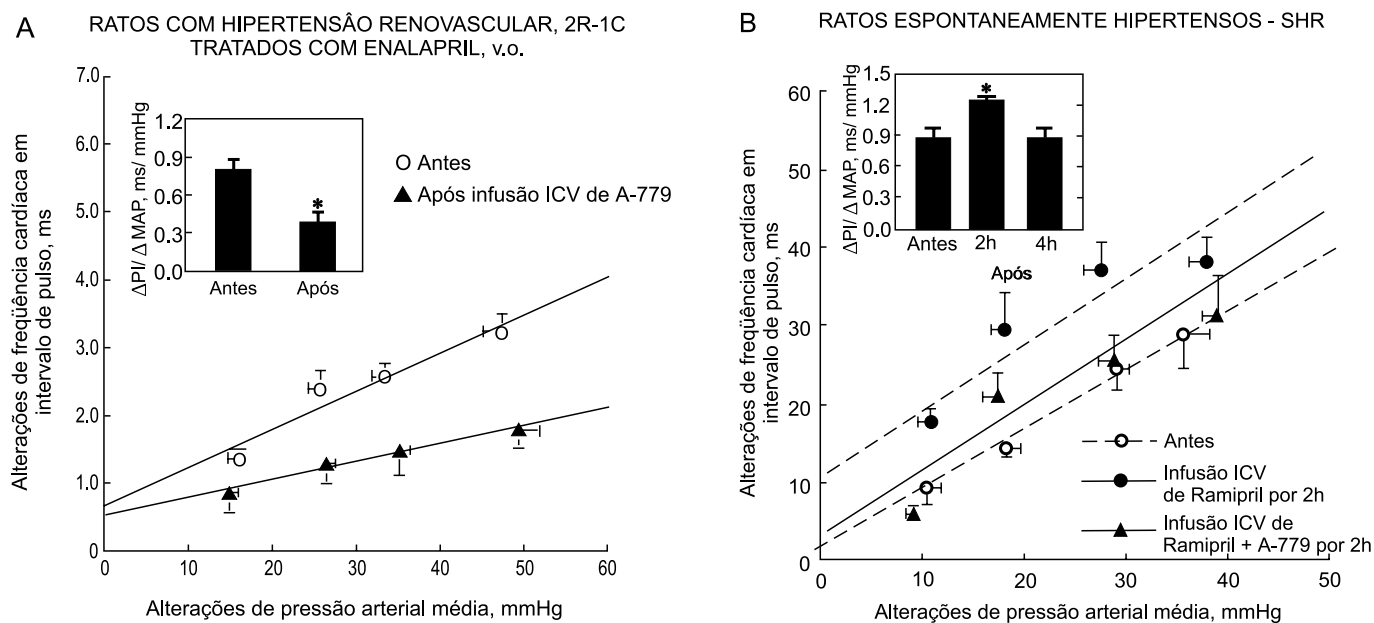 A
RATOS COM HIPERTENSÂO RENOVASCULAR, 2R-1C
TRATADOS COM ENALAPRIL, v.o.
Alterações de freqüência cardíaca em
intervalo de pulso, ms
7.0
6.0
5.0
4.0
3.0
2.0
1.0
0
0
10
20
30
40
50
60
Alterações de pressão arterial média, mmHg
ΔPI/ Δ MAP, ms/ mmHg
1.2
0.9
0.6
0.3
0.0
*
Antes
Após
Antes
Após infusão ICV de A-779
B
RATOS ESPONTANEAMENTE HIPERTENSOS - SHR
Alterações de freqüência cardíaca em
intervalo de pulso, ms
60
50
40
30
20
10
0
0
10
20
30
40
50
Alterações de pressão arterial média, mmHg
ΔPI/ Δ MAP, ms/ mmHg
1.5
1.2
0.9
0.6
0.3
0.0
*
Antes
2h
4h
Após
Antes
Infusão ICV
de Ramipril por 2h
Infusão ICV de
Ramipril + A-779 por 2h